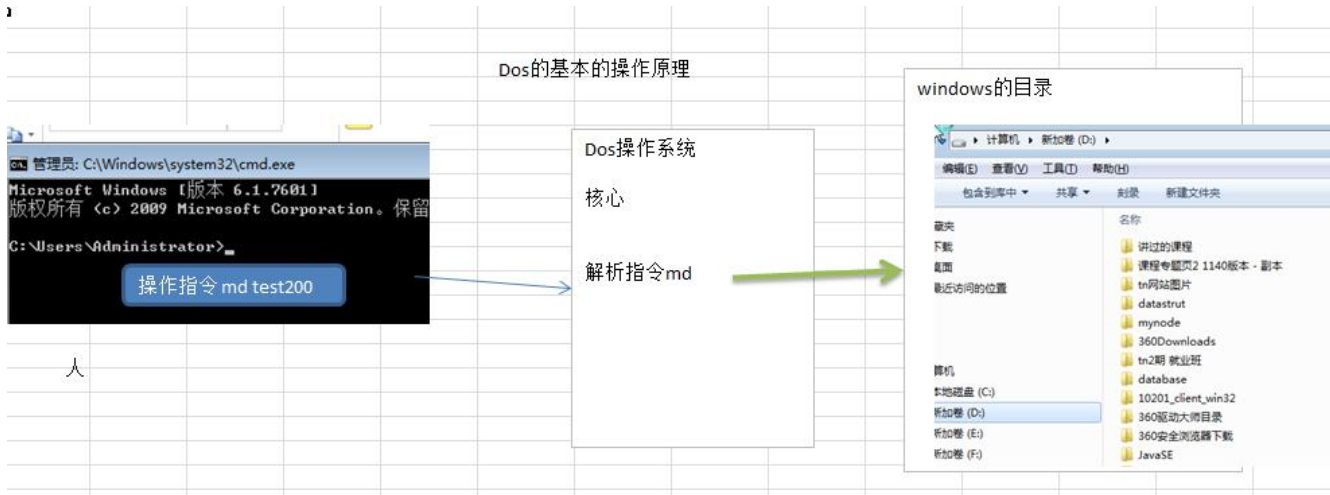 Dos的基本的操作原理
管理员: C:\Windows\system32\cmd.exe
Microsoft Windows [版本 6.1.7601]
版权所有 (c) 2009 Microsoft Corporation。保留
C:\Users\Administrator>_
操作指令 md test200
人
Dos操作系统
核心
解析指令md
windows的目录
计算机 新加卷 (D:)
编辑(E) 查看(V) 工具(T) 帮助(H)
包含到库中 共享 刻录 新建文件夹
藏夹
下载
桌面
最近访问的位置
算机
本地磁盘 (C:)
新加卷 (D:)
新加卷 (E:)
新加卷 (F:)
名称
讲过的课程
课程专题页2 1140版本 - 副本
tn网站图片
datastrut
mynode
360Downloads
tn2期 就业班
database
10201_client_win32
360驱动大师目录
360安全浏览器下载
JavaSE